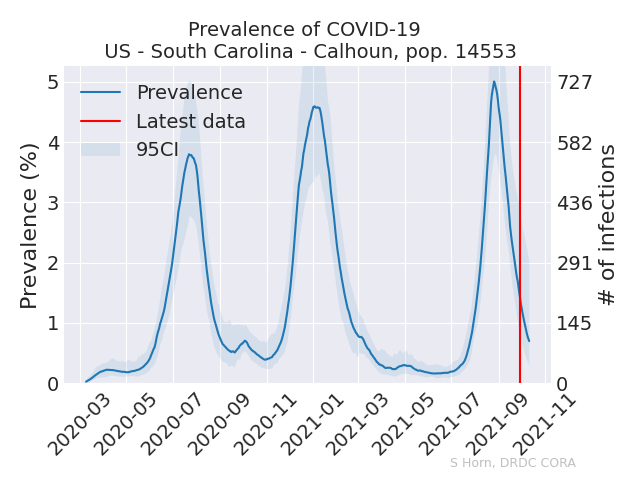 Prevalence of COVID-19
US - South Carolina - Calhoun, pop. 14553
Prevalence (%)
5
4
3
2
1
0
Prevalence
Latest data
95CI
727
582
436
291
145
0
# of infections
2020-03
2020-05
2020-07
2020-09
2020-11
2021-01
2021-03
2021-05
2021-07
2021-09
2021-11
S Horn, DRDC CORA